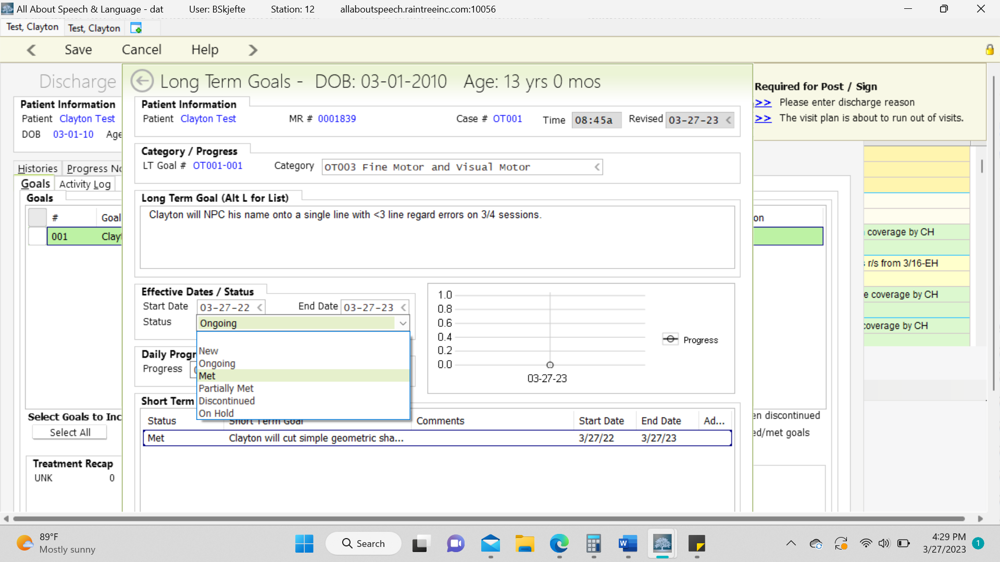 All About Speech & Language - dat User: BSkjefte Station: 12 allaboutspeech.raintreeinc.com:10056
Test, Clayton Test, Clayton
Save Cancel Help
Discharge
Long Term Goals - DOB: 03-01-2010 Age: 13 yrs 0 mos
Required for Post / Sign
>> Please enter discharge reason
>> The visit plan is about to run out of visits.
Patient Information
Patient Clayton Test
DOB 03-01-10 Age
Patient Information
Patient Clayton Test MR # 0001839 Case # OT001 Time 08:45a Revised 03-27-23
Category / Progress
LT Goal # OT001-001 Category OT003 Fine Motor and Visual Motor
Histories Progress No
Goals Activity Log
Goals
# Goal
001 Clay
Long Term Goal (Alt L for List)
Clayton will NPC his name onto a single line with <3 line regard errors on 3/4 sessions.
on
coverage by CH
r/s from 3/16-EH
e coverage by CH
coverage by CH
Effective Dates / Status
Start Date 03-27-22 End Date 03-27-23
Status Ongoing
New
Ongoing
Met
Partially Met
Discontinued
On Hold
Daily Progr
Progress
1.0
0.8
0.6
0.4
0.2
0.0
03-27-23
Progress
Short Term
Status Short Term Goal Comments Start Date End Date Ad...
Met Clayton will cut simple geometric sha... 3/27/22 3/27/23
Select Goals to Inc
Select All
en discontinued
ed/met goals
Treatment Recap
UNK 0
89°F
Mostly sunny
Search
4:29 PM
3/27/2023
1